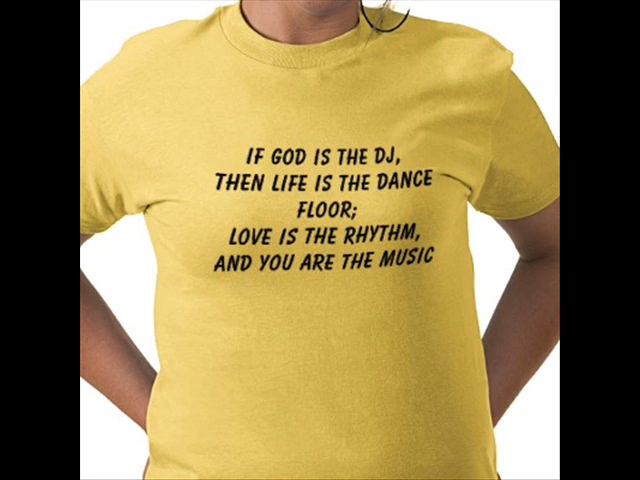 IF GOD IS THE DJ,
THEN LIFE IS THE DANCE
FLOOR;
LOVE IS THE RHYTHM,
AND YOU ARE THE MUSIC